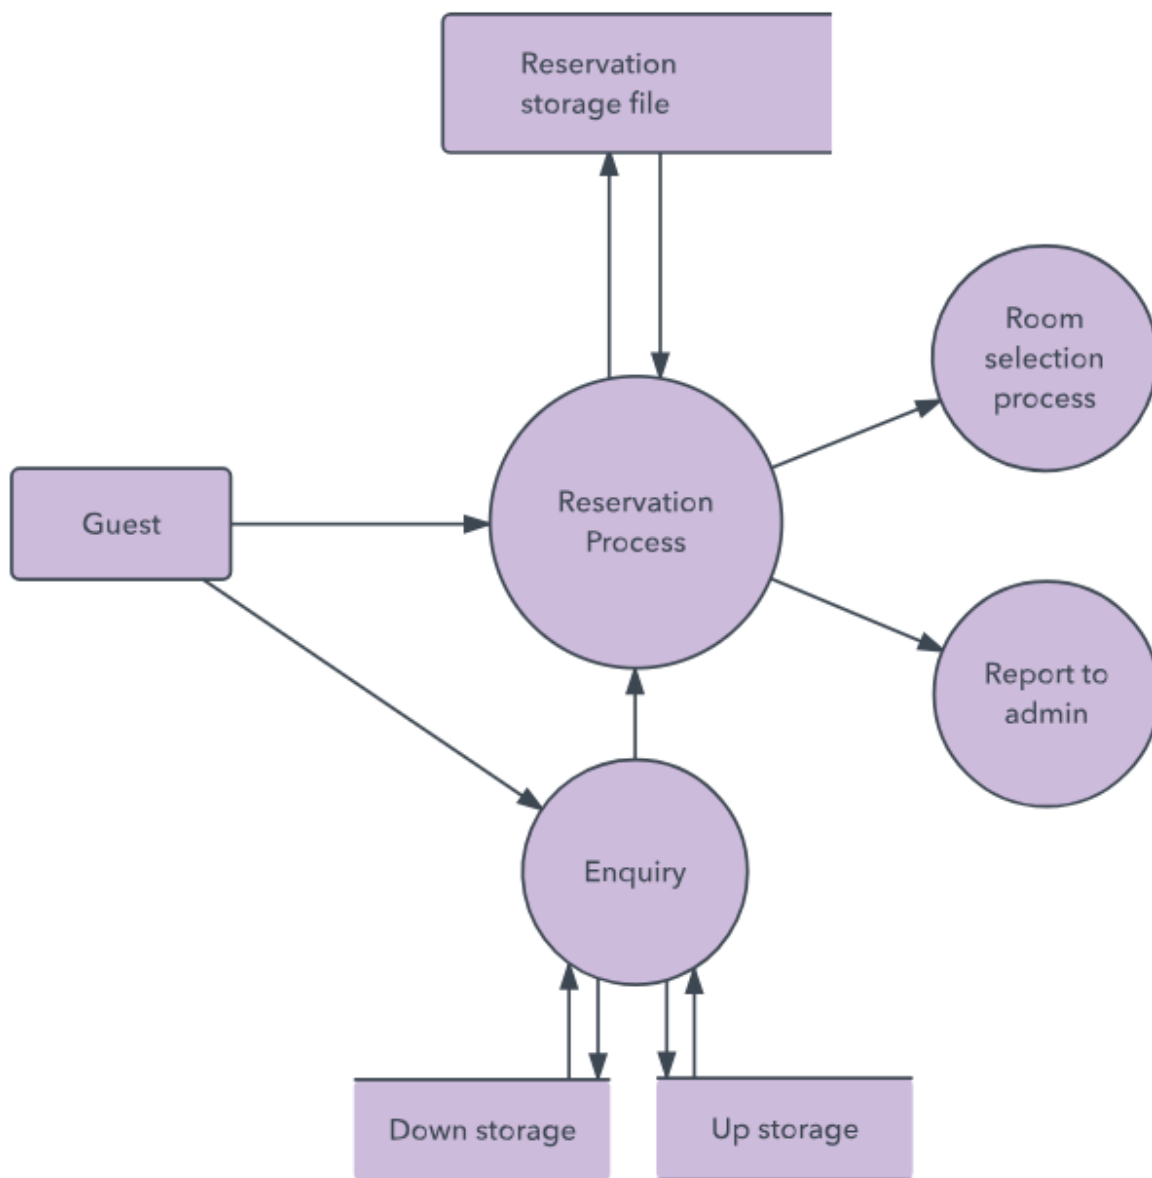 Reservation
storage file
Room
selection
process
Guest
Reservation
Process
Report to
admin
Enquiry
Down storage
Up storage